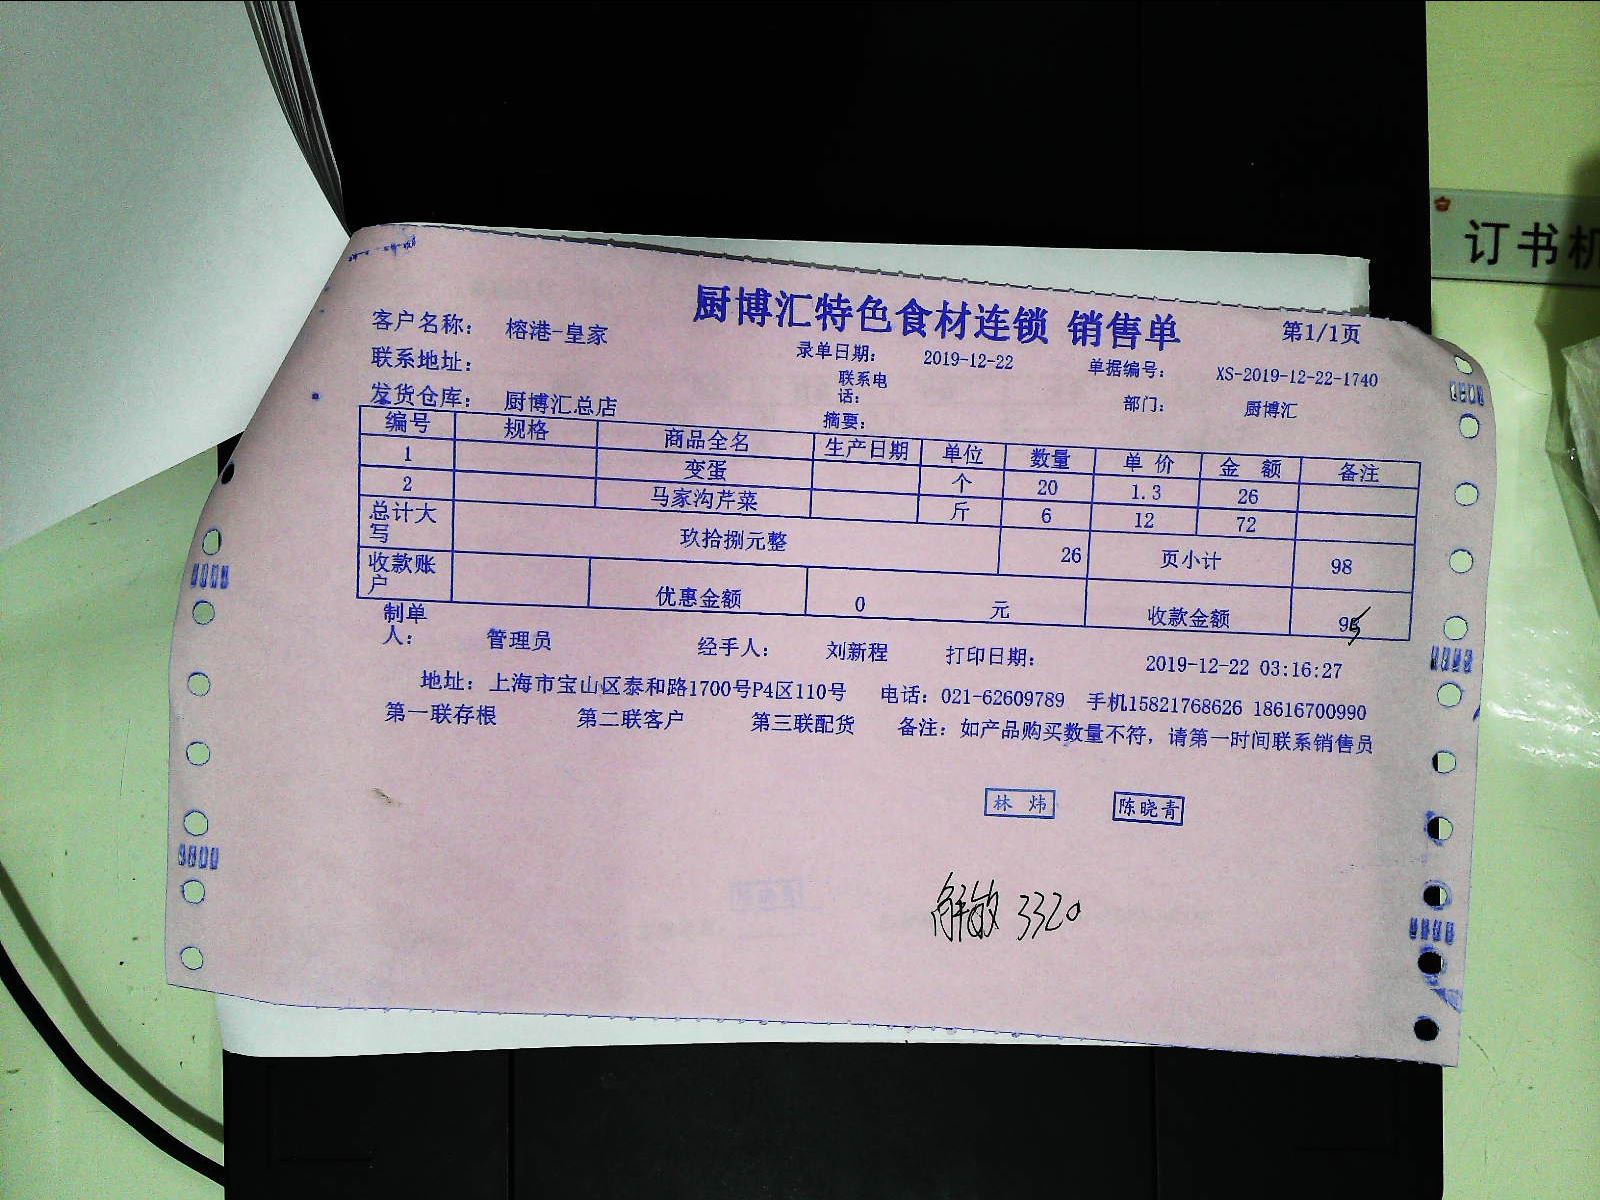 订书机
厨博汇特色食材连锁 销售单 第1/1页
客户名称： 榕港-皇家
录单日期： 2019-12-22 单据编号： XS-2019-12-22-1740
联系地址： 联系电话： 部门： 厨博汇
发货仓库： 厨博汇总店 摘要：
编号 规格 商品全名 生产日期 单位 数量 单 价 金 额 备注
1 变蛋 个 20 1.3 26
2 马家沟芹菜 斤 6 12 72
总计大写 玖拾捌元整 26 页小计 98
收款账户 优惠金额 0 元 收款金额 95
制单人： 管理员 经手人： 刘新程 打印日期： 2019-12-22 03:16:27
地址：上海市宝山区泰和路1700号P4区110号 电话：021-62609789 手机15821768626 18616700990
第一联存根 第二联客户 第三联配货 备注：如产品购买数量不符，请第一时间联系销售员
林 炜 陈晓青
3320